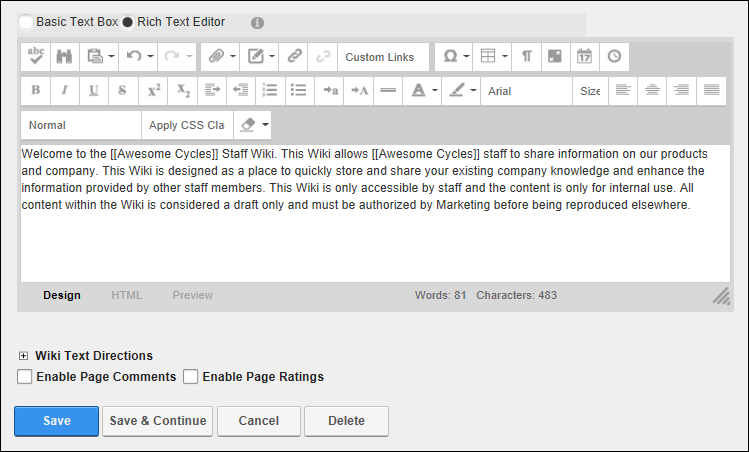 Basic Text Box Rich Text Editor
abc Custom Links Ω ¶ 17
B I U S X² X₂ a A A Arial Size
Normal Apply CSS Cla
Welcome to the [[Awesome Cycles]] Staff Wiki. This Wiki allows [[Awesome Cycles]] staff to share information on our products
and company. This Wiki is designed as a place to quickly store and share your existing company knowledge and enhance the
information provided by other staff members. This Wiki is only accessible by staff and the content is only for internal use. All
content within the Wiki is considered a draft only and must be authorized by Marketing before being reproduced elsewhere.
Design HTML Preview Words: 81 Characters: 483
Wiki Text Directions
Enable Page Comments Enable Page Ratings
Save Save & Continue Cancel Delete